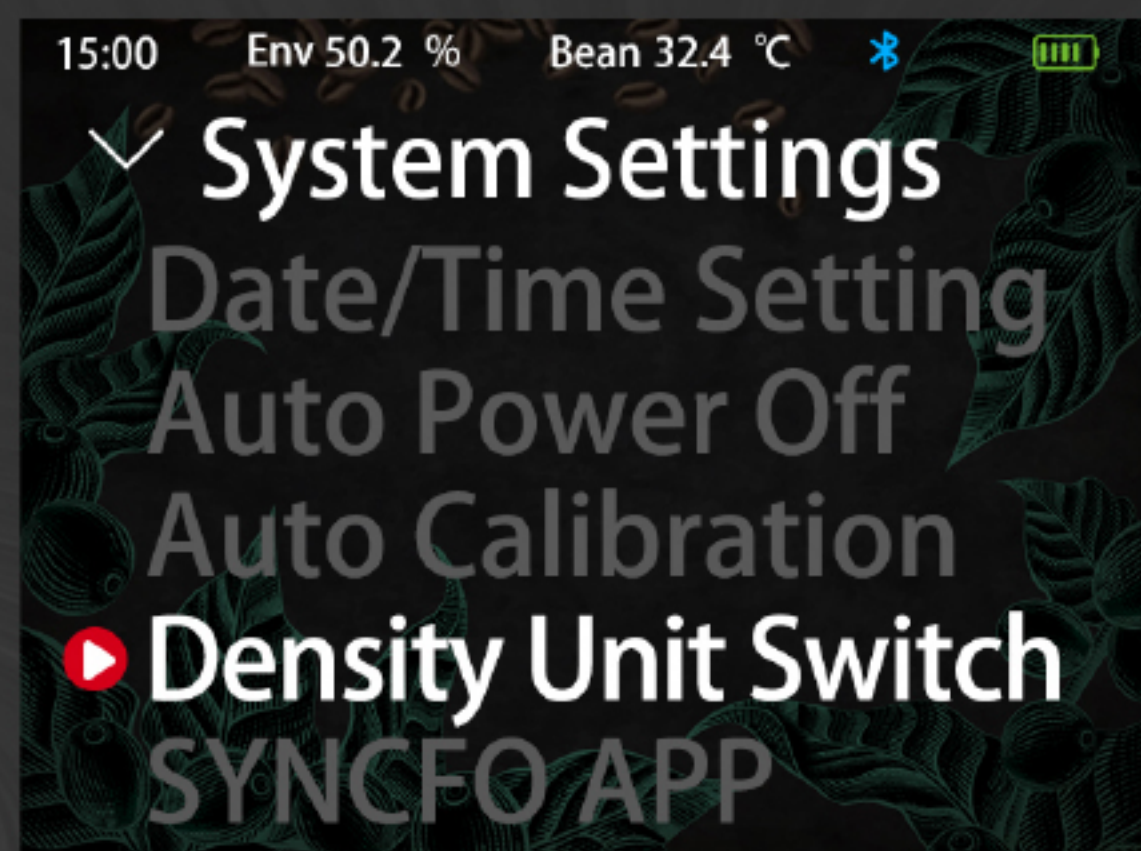 15:00 Env 50.2 % Bean 32.4 ℃
System Settings
Date/Time Setting
Auto Power Off
Auto Calibration
Density Unit Switch
SYNCFO APP